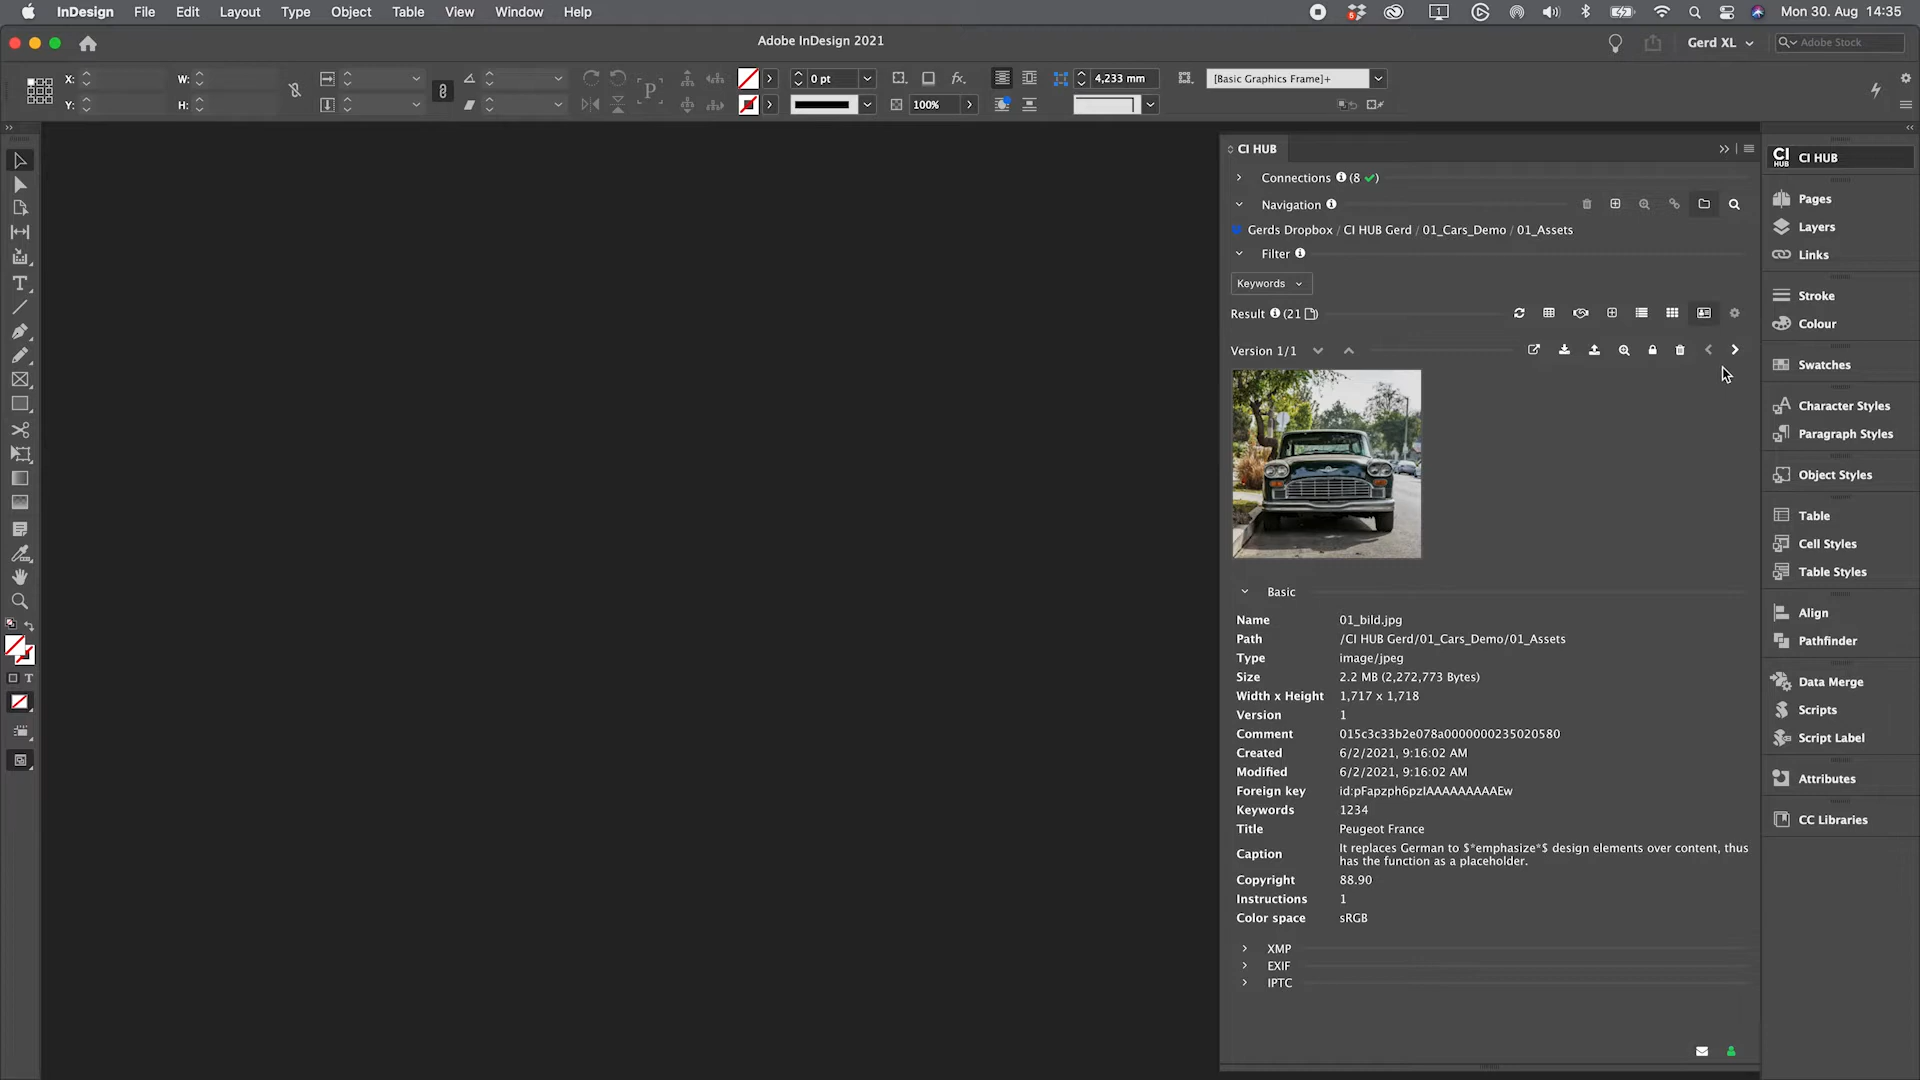 InDesign File Edit Layout Type Object Table View Window Help
Mon 30. Aug 14:35
Adobe InDesign 2021
Gerd XL
Adobe Stock
X: W: 0 pt fx. 4,233 mm [Basic Graphics Frame]+
Y: H: 100%
CI HUB
Connections (8 ✓)
Navigation
Gerds Dropbox / CI HUB Gerd / 01_Cars_Demo / 01_Assets
Filter
Keywords
Result (21)
Version 1/1
Basic
Name 01_bild.jpg
Path /CI HUB Gerd/01_Cars_Demo/01_Assets
Type image/jpeg
Size 2.2 MB (2,272,773 Bytes)
Width x Height 1,717 x 1,718
Version 1
Comment 015c3c33b2e078a0000000235020580
Created 6/2/2021, 9:16:02 AM
Modified 6/2/2021, 9:16:02 AM
Foreign key id:pFapzph6pzIAAAAAAAAAEw
Keywords 1234
Title Peugeot France
Caption It replaces German to $*emphasize*$ design elements over content, thus
has the function as a placeholder.
Copyright 88.90
Instructions 1
Color space sRGB
XMP
EXIF
IPTC
CI HUB
CI HUB
Pages
Layers
Links
Stroke
Colour
Swatches
Character Styles
Paragraph Styles
Object Styles
Table
Cell Styles
Table Styles
Align
Pathfinder
Data Merge
Scripts
Script Label
Attributes
CC Libraries